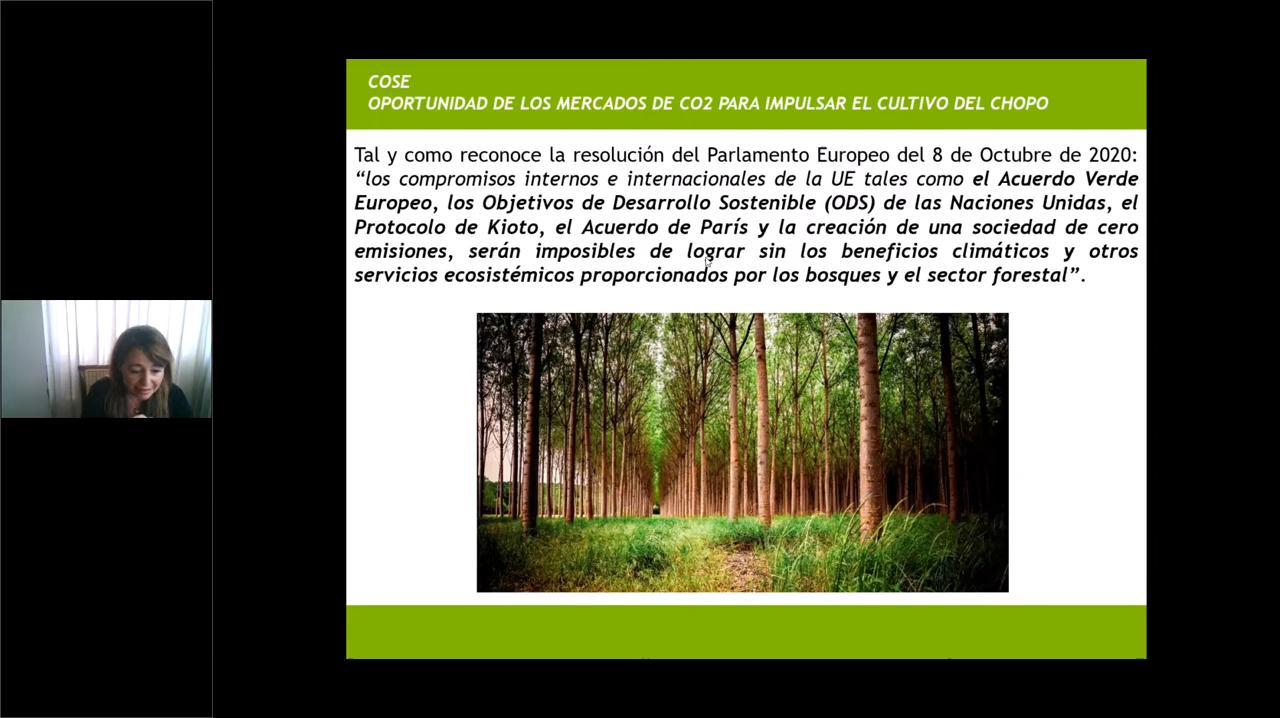 COSE
OPORTUNIDAD DE LOS MERCADOS DE CO2 PARA IMPULSAR EL CULTIVO DEL CHOPO
Tal y como reconoce la resolución del Parlamento Europeo del 8 de Octubre de 2020:
“los compromisos internos e internacionales de la UE tales como el Acuerdo Verde
Europeo, los Objetivos de Desarrollo Sostenible (ODS) de las Naciones Unidas, el
Protocolo de Kioto, el Acuerdo de París y la creación de una sociedad de cero
emisiones, serán imposibles de lograr sin los beneficios climáticos y otros
servicios ecosistémicos proporcionados por los bosques y el sector forestal”.